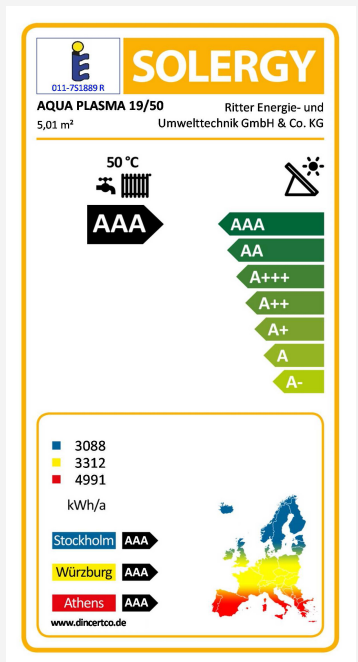 011-7S1889 R
SOLERGY
AQUA PLASMA 19/50
5,01 m²
Ritter Energie- und
Umwelttechnik GmbH & Co. KG
50 °C
AAA
AAA
AA
A+++
A++
A+
A
A-
3088
3312
4991
kWh/a
Stockholm AAA
Würzburg AAA
Athens AAA
www.dincertco.de